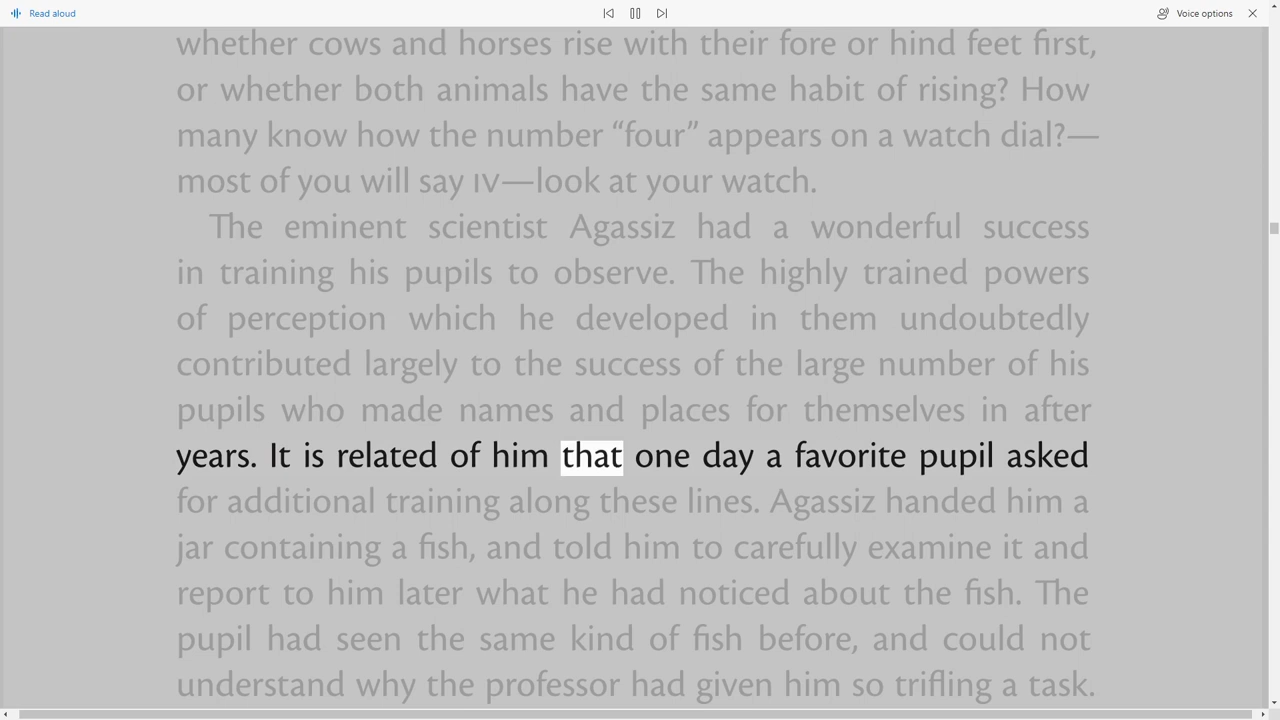 Read aloud
Voice options
whether cows and horses rise with their fore or hind feet first,
or whether both animals have the same habit of rising? How
many know how the number “four” appears on a watch dial?—
most of you will say IV—look at your watch.
The eminent scientist Agassiz had a wonderful success
in training his pupils to observe. The highly trained powers
of perception which he developed in them undoubtedly
contributed largely to the success of the large number of his
pupils who made names and places for themselves in after
years. It is related of him that one day a favorite pupil asked
for additional training along these lines. Agassiz handed him a
jar containing a fish, and told him to carefully examine it and
report to him later what he had noticed about the fish. The
pupil had seen the same kind of fish before, and could not
understand why the professor had given him so trifling a task.